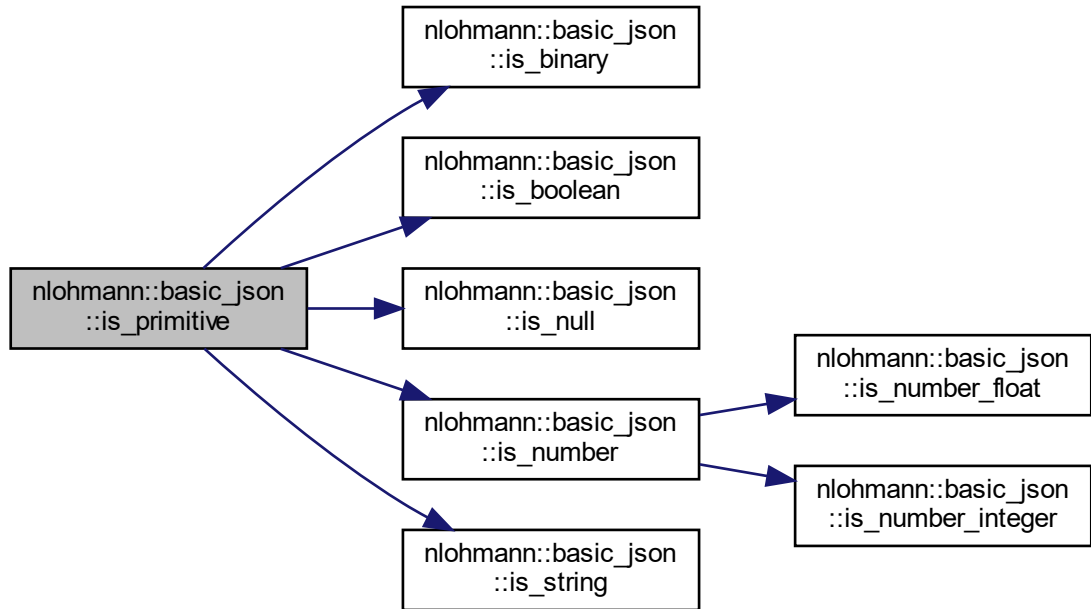 nlohmann::basic_json
::is_binary
nlohmann::basic_json
::is_boolean
nlohmann::basic_json
::is_primitive
nlohmann::basic_json
::is_null
nlohmann::basic_json
::is_number
nlohmann::basic_json
::is_number_float
nlohmann::basic_json
::is_number_integer
nlohmann::basic_json
::is_string